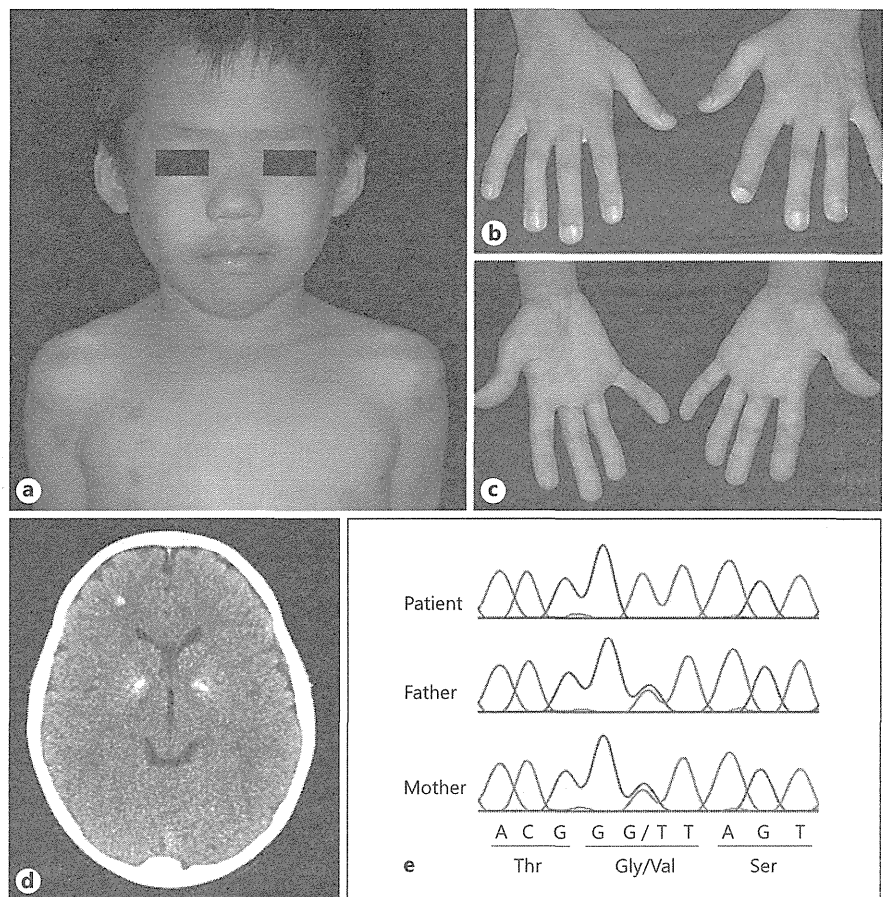 a
b
c
d
Patient
Father
Mother
A C G G G / T T A G T
Thr Gly/Val Ser
e